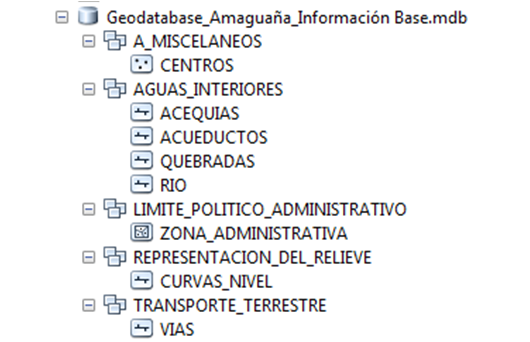 Geodatabase_Amaguaña_Información Base.mdb
A_MISCELANEOS
CENTROS
AGUAS_INTERIORES
ACEQUIAS
ACUEDUCTOS
QUEBRADAS
RIO
LIMITE_POLITICO_ADMINISTRATIVO
ZONA_ADMINISTRATIVA
REPRESENTACION_DEL_RELIEVE
CURVAS_NIVEL
TRANSPORTE_TERRESTRE
VIAS